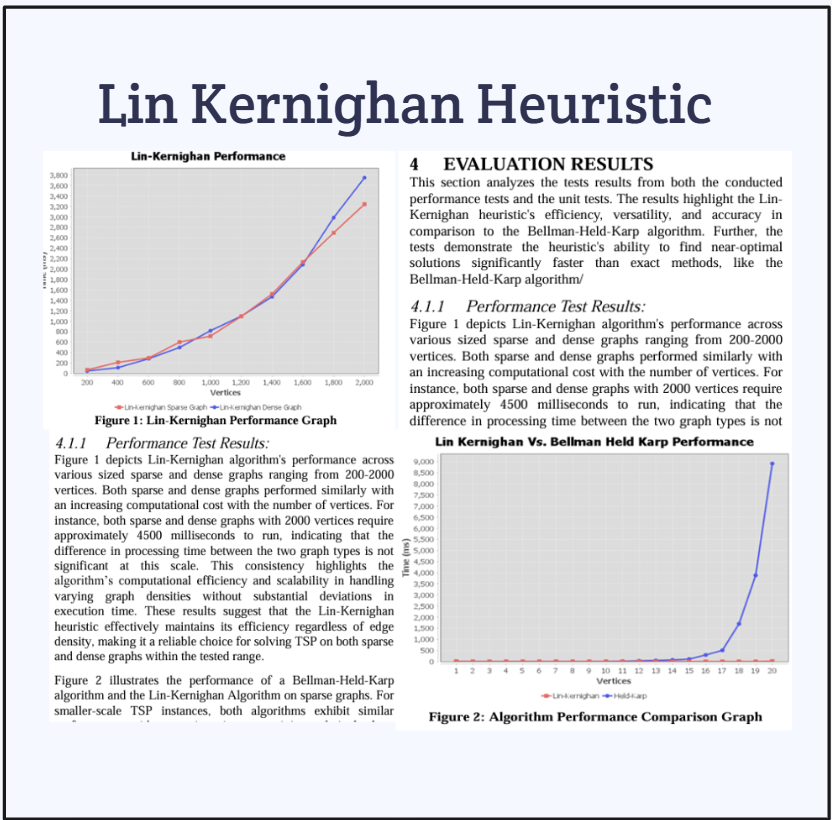 Lin Kernighan Heuristic
Lin-Kernighan Performance
3,800
3,600
3,400
3,200
3,000
2,800
2,600
2,400
2,200
2,000
1,800
1,600
1,400
1,200
1,000
800
600
400
200
0
200 400 600 800 1,000 1,200 1,400 1,600 1,800 2,000
Vertices
Lin-Kernighan Sparse Graph Lin-Kernighan Dense Graph
Figure 1: Lin-Kernighan Performance Graph
4.1.1 Performance Test Results:
Figure 1 depicts Lin-Kernighan algorithm's performance across
various sized sparse and dense graphs ranging from 200-2000
vertices. Both sparse and dense graphs performed similarly with
an increasing computational cost with the number of vertices. For
instance, both sparse and dense graphs with 2000 vertices require
approximately 4500 milliseconds to run, indicating that the
difference in processing time between the two graph types is not
significant at this scale. This consistency highlights the
algorithm's computational efficiency and scalability in handling
varying graph densities without substantial deviations in
execution time. These results suggest that the Lin-Kernighan
heuristic effectively maintains its efficiency regardless of edge
density, making it a reliable choice for solving TSP on both sparse
and dense graphs within the tested range.
Figure 2 illustrates the performance of a Bellman-Held-Karp
algorithm and the Lin-Kernighan Algorithm on sparse graphs. For
smaller-scale TSP instances, both algorithms exhibit similar
4 EVALUATION RESULTS
This section analyzes the tests results from both the conducted
performance tests and the unit tests. The results highlight the Lin-
Kernighan heuristic's efficiency, versatility, and accuracy in
comparison to the Bellman-Held-Karp algorithm. Further, the
tests demonstrate the heuristic's ability to find near-optimal
solutions significantly faster than exact methods, like the
Bellman-Held-Karp algorithm/
4.1.1 Performance Test Results:
Figure 1 depicts Lin-Kernighan algorithm's performance across
various sized sparse and dense graphs ranging from 200-2000
vertices. Both sparse and dense graphs performed similarly with
an increasing computational cost with the number of vertices. For
instance, both sparse and dense graphs with 2000 vertices require
approximately 4500 milliseconds to run, indicating that the
difference in processing time between the two graph types is not
Lin Kernighan Vs. Bellman Held Karp Performance
9,000
8,500
8,000
7,500
7,000
6,500
6,000
5,500
5,000
4,500
4,000
3,500
3,000
2,500
2,000
1,500
1,000
500
0
Time (ms)
1 2 3 4 5 6 7 8 9 10 11 12 13 14 15 16 17 18 19 20
Vertices
Lin-Kernighan Held-Karp
Figure 2: Algorithm Performance Comparison Graph